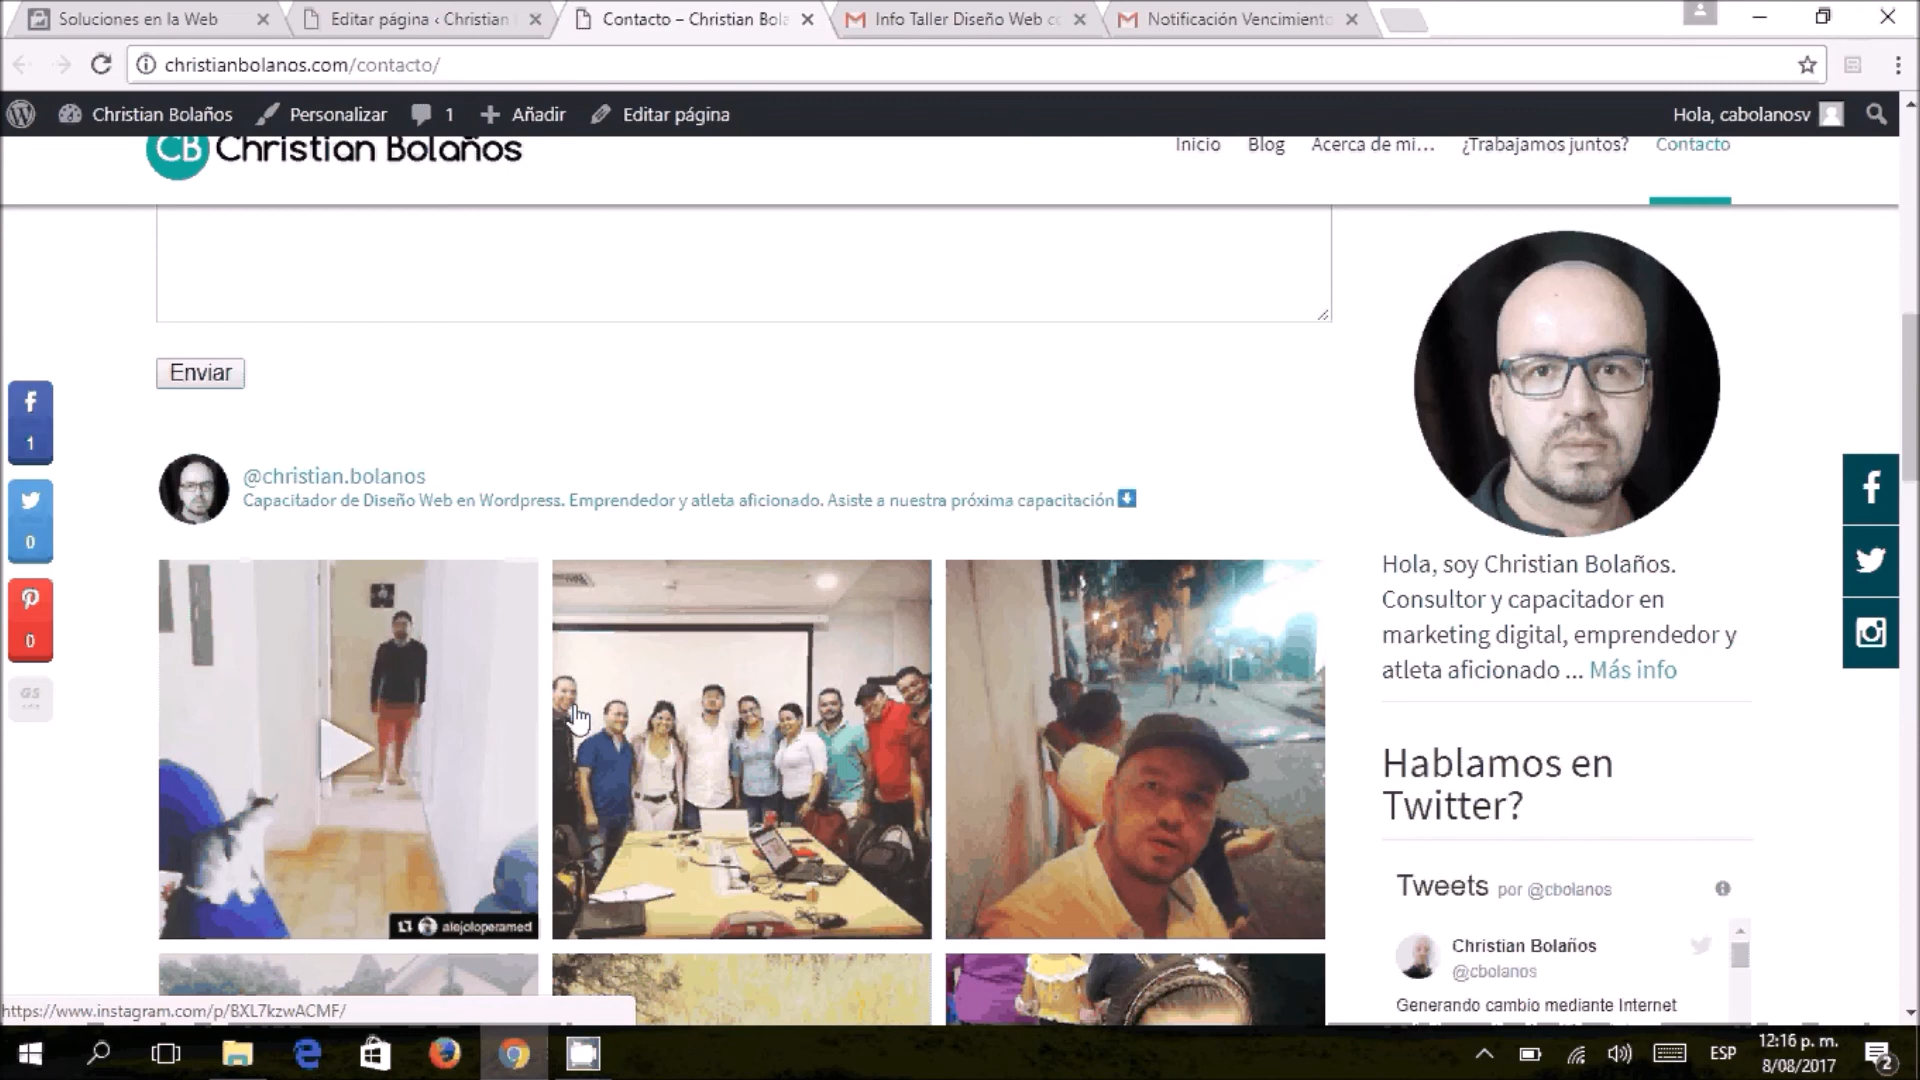 Soluciones en la Web
Editar página ‹ Christian
Contacto – Christian Bola
Info Taller Diseño Web co
Notificación Vencimiento
christianbolanos.com/contacto/
Christian Bolaños
Personalizar
1
Añadir
Editar página
Hola, cabolanosv
CB Christian Bolaños
Inicio
Blog
Acerca de mi...
¿Trabajamos juntos?
Contacto
Enviar
1
0
0
GS
@christian.bolanos
Capacitador de Diseño Web en Wordpress. Emprendedor y atleta aficionado. Asiste a nuestra próxima capacitación
alejoloperamed
Hola, soy Christian Bolaños.
Consultor y capacitador en
marketing digital, emprendedor y
atleta aficionado ... Más info
Hablamos en
Twitter?
Tweets por @cbolanos
Christian Bolaños
@cbolanos
Generando cambio mediante Internet
https://www.instagram.com/p/BXL7kzwACMF/
ESP
12:16 p. m.
8/08/2017
2